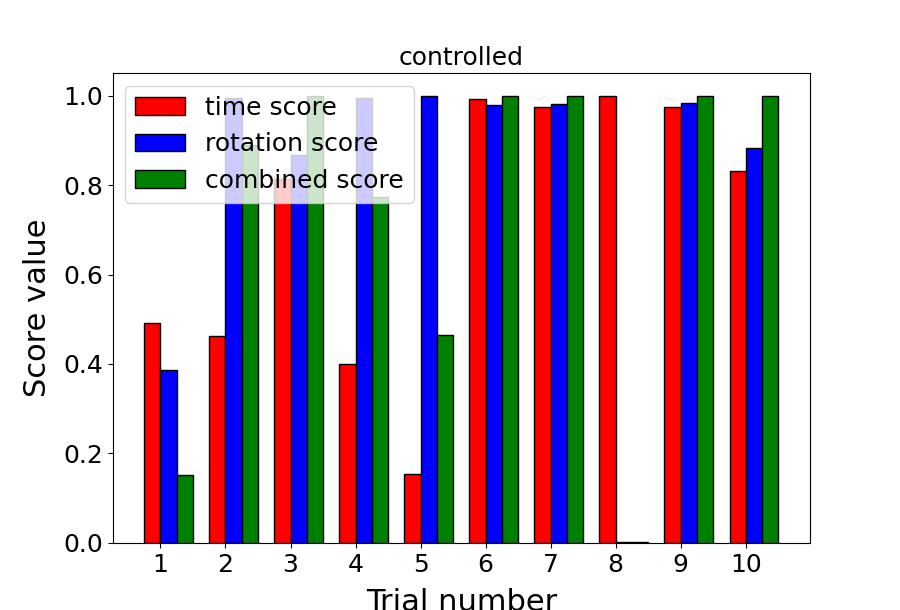 controlled
time score
rotation score
combined score
Score value
1.0
0.8
0.6
0.4
0.2
0.0
1 2 3 4 5 6 7 8 9 10
Trial number